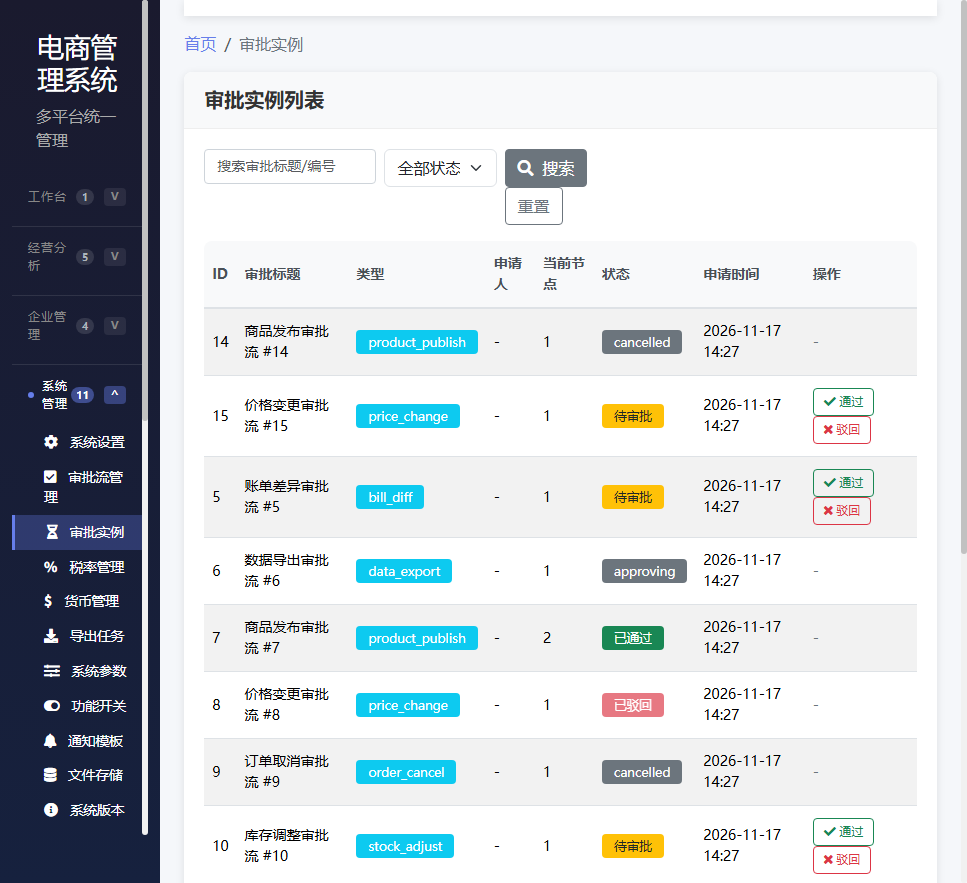 电商管
理系统
多平台统一
管理
工作台 1 V
经营分
析 5 V
企业管
理 4 V
系统
管理 11 ^
系统设置
审批流管
理
审批实例
% 税率管理
$ 货币管理
导出任务
系统参数
功能开关
通知模板
文件存储
系统版本
首页 / 审批实例
审批实例列表
搜索审批标题/编号 全部状态 搜索
重置
ID 审批标题 类型 申请
人 当前节
点 状态 申请时间 操作
14 商品发布审批
流 #14 product_publish - 1 cancelled 2026-11-17
14:27 -
15 价格变更审批
流 #15 price_change - 1 待审批 2026-11-17
14:27 通过
驳回
5 账单差异审批
流 #5 bill_diff - 1 待审批 2026-11-17
14:27 通过
驳回
6 数据导出审批
流 #6 data_export - 1 approving 2026-11-17
14:27 -
7 商品发布审批
流 #7 product_publish - 2 已通过 2026-11-17
14:27 -
8 价格变更审批
流 #8 price_change - 1 已驳回 2026-11-17
14:27 -
9 订单取消审批
流 #9 order_cancel - 1 cancelled 2026-11-17
14:27 -
10 库存调整审批
流 #10 stock_adjust - 1 待审批 2026-11-17
14:27 通过
驳回